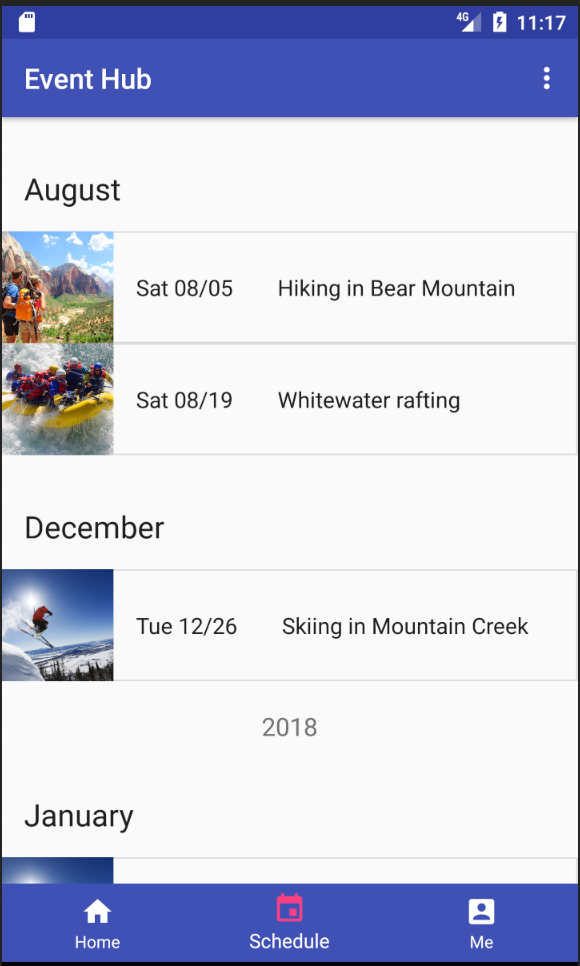 4G 11:17
Event Hub
August
Sat 08/05 Hiking in Bear Mountain
Sat 08/19 Whitewater rafting
December
Tue 12/26 Skiing in Mountain Creek
2018
January
Home Schedule Me